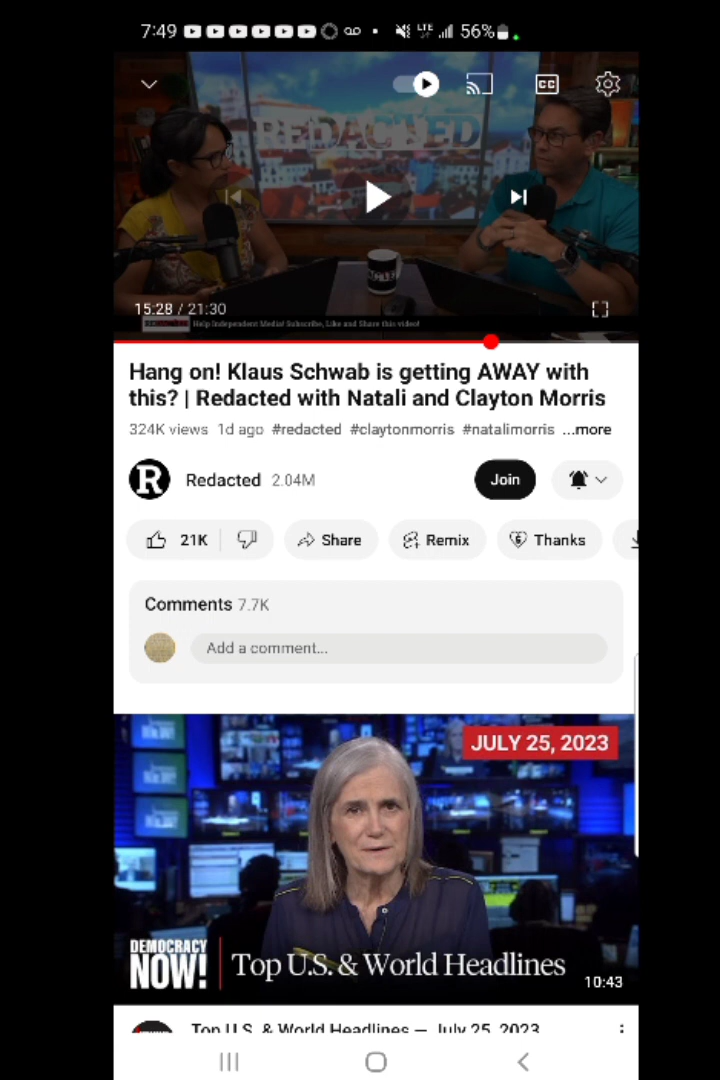 7:49 LTE 56%
REDACTED
CC
15:28 / 21:30
Help Independent Media! Subscribe, Like and Share this video!
Hang on! Klaus Schwab is getting AWAY with
this? | Redacted with Natali and Clayton Morris
324K views 1d ago #redacted #claytonmorris #natalimorris ...more
R
Redacted 2.04M
Join
21K
Share
Remix
Thanks
Comments 7.7K
Add a comment...
JULY 25, 2023
DEMOCRACY
NOW!
Top U.S. & World Headlines
10:43
Top U.S. & World Headlines — July 25, 2023